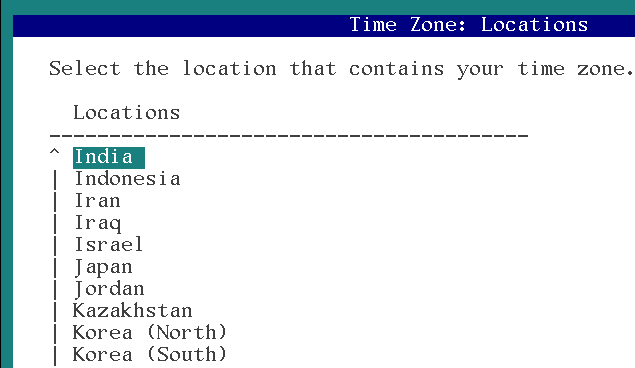 Time Zone: Locations
Select the location that contains your time zone.
Locations
----------------------------------------
^ India
| Indonesia
| Iran
| Iraq
| Israel
| Japan
| Jordan
| Kazakhstan
| Korea (North)
| Korea (South)